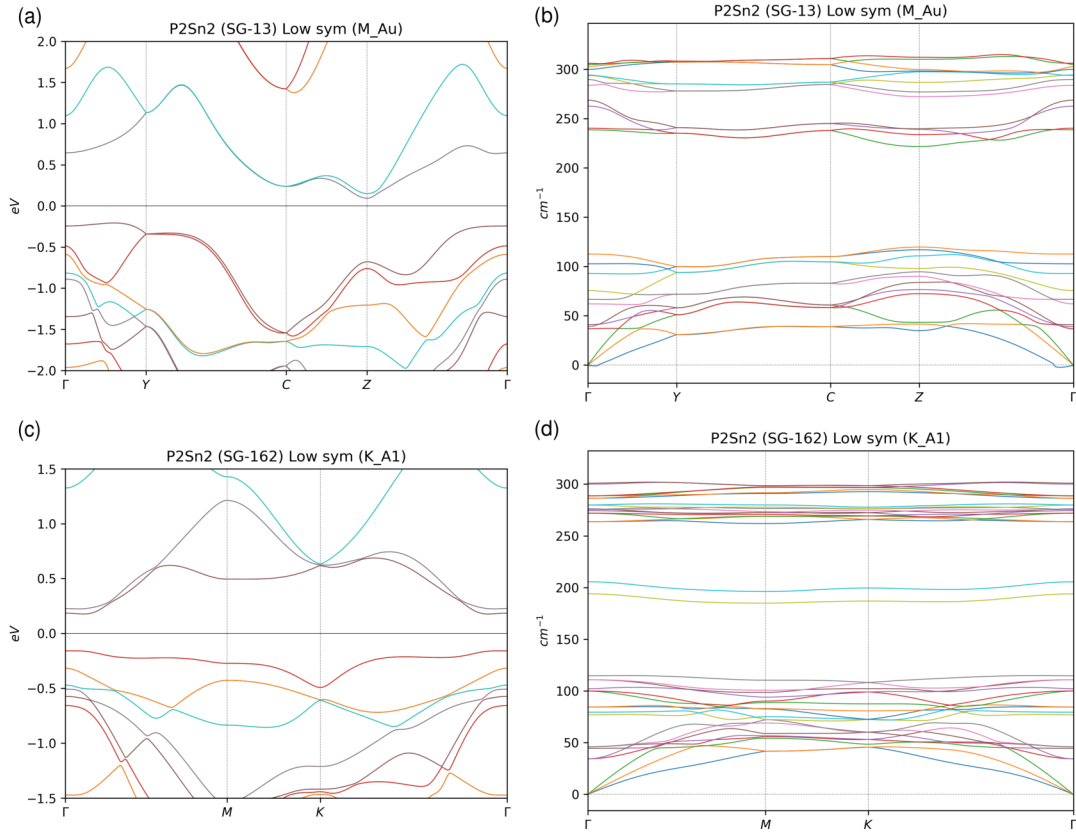 (a)
P2Sn2 (SG-13) Low sym (M_Au)
2.0
1.5
1.0
0.5
0.0
−0.5
−1.0
−1.5
−2.0
eV
Γ Y C Z Γ
(b)
P2Sn2 (SG-13) Low sym (M_Au)
300
250
200
150
100
50
0
cm⁻¹
Γ Y C Z Γ
(c)
P2Sn2 (SG-162) Low sym (K_A1)
1.5
1.0
0.5
0.0
−0.5
−1.0
−1.5
eV
Γ M K Γ
(d)
P2Sn2 (SG-162) Low sym (K_A1)
300
250
200
150
100
50
0
cm⁻¹
Γ M K Γ